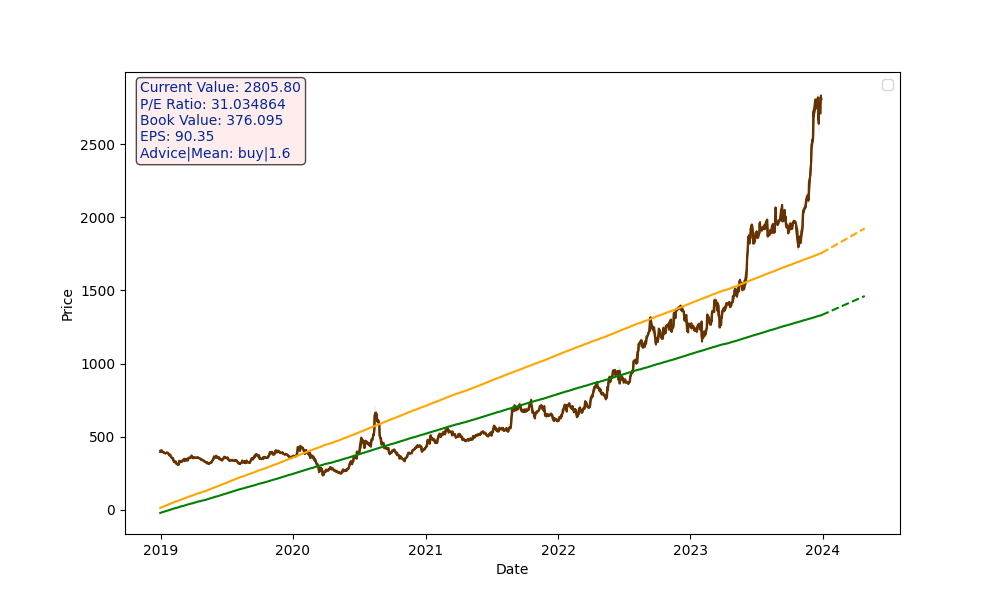 Current Value: 2805.80
P/E Ratio: 31.034864
Book Value: 376.095
EPS: 90.35
Advice|Mean: buy|1.6
2500
2000
1500
1000
500
0
Price
2019 2020 2021 2022 2023 2024
Date